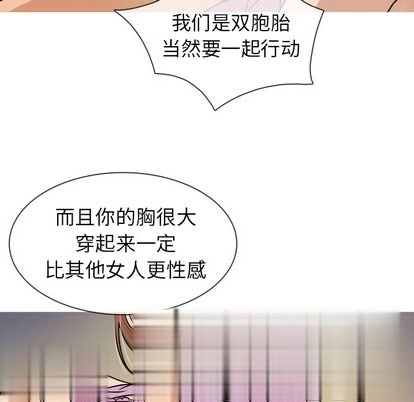 我们是双胞胎
当然要一起行动
而且你的胸很大
穿起来一定
比其他女人更性感